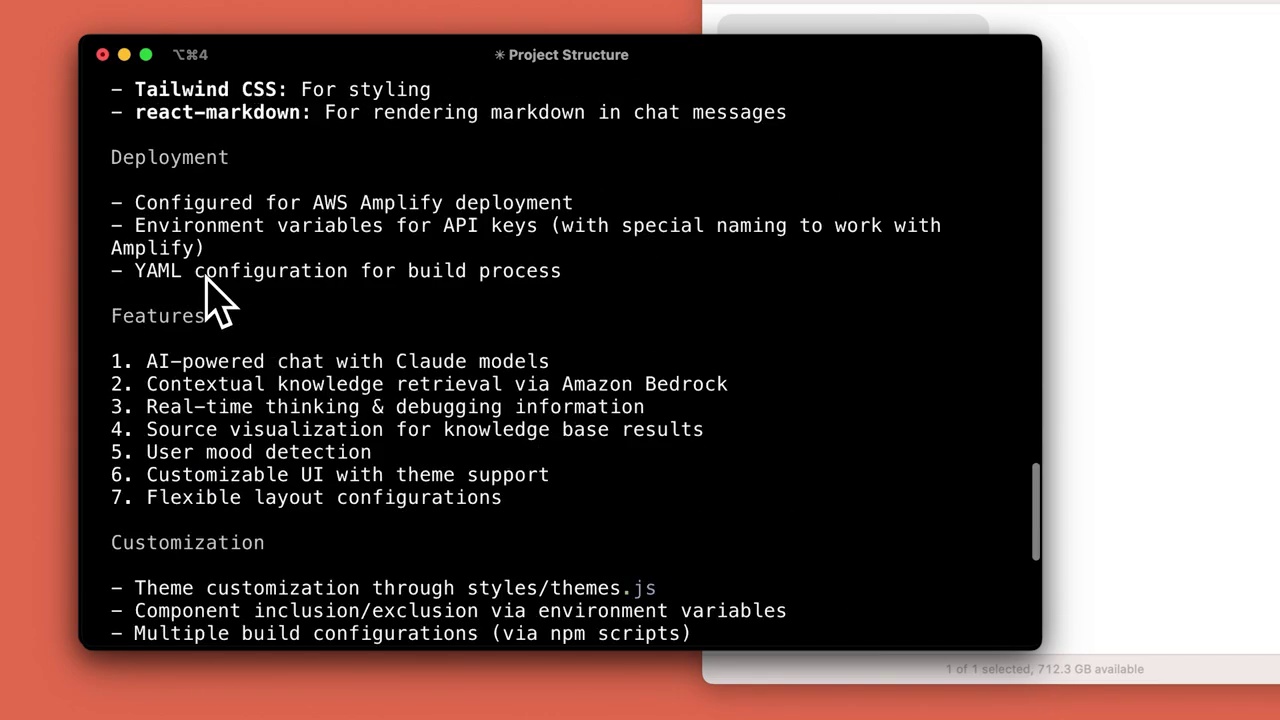 ⌥⌘4
✳ Project Structure
– Tailwind CSS: For styling
– react-markdown: For rendering markdown in chat messages
Deployment
– Configured for AWS Amplify deployment
– Environment variables for API keys (with special naming to work with
Amplify)
– YAML configuration for build process
Features
1. AI-powered chat with Claude models
2. Contextual knowledge retrieval via Amazon Bedrock
3. Real-time thinking & debugging information
4. Source visualization for knowledge base results
5. User mood detection
6. Customizable UI with theme support
7. Flexible layout configurations
Customization
– Theme customization through styles/themes.js
– Component inclusion/exclusion via environment variables
– Multiple build configurations (via npm scripts)
1 of 1 selected, 712.3 GB available